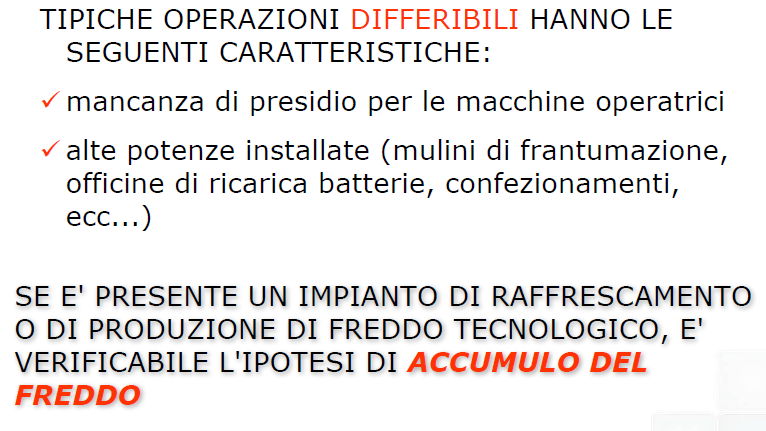 TIPICHE OPERAZIONI DIFFERIBILI HANNO LE
SEGUENTI CARATTERISTICHE:
mancanza di presidio per le macchine operatrici
alte potenze installate (mulini di frantumazione,
officine di ricarica batterie, confezionamenti,
ecc...)
SE E' PRESENTE UN IMPIANTO DI RAFFRESCAMENTO
O DI PRODUZIONE DI FREDDO TECNOLOGICO, E'
VERIFICABILE L'IPOTESI DI ACCUMULO DEL
FREDDO